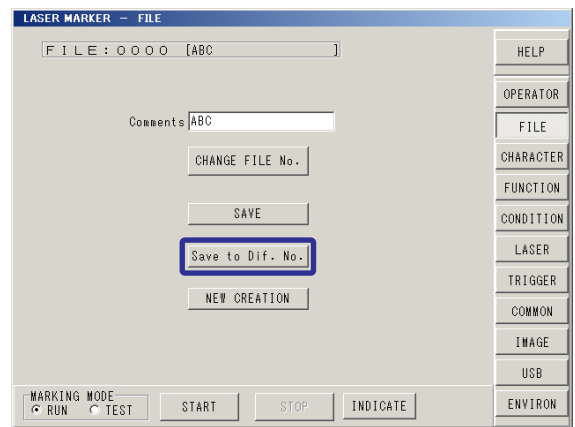 LASER MARKER － FILE
FILE:0000 [ABC ]
Comments ABC
CHANGE FILE No.
SAVE
Save to Dif. No.
NEW CREATION
MARKING MODE
RUN TEST
START
STOP
INDICATE
HELP
OPERATOR
FILE
CHARACTER
FUNCTION
CONDITION
LASER
TRIGGER
COMMON
IMAGE
USB
ENVIRON